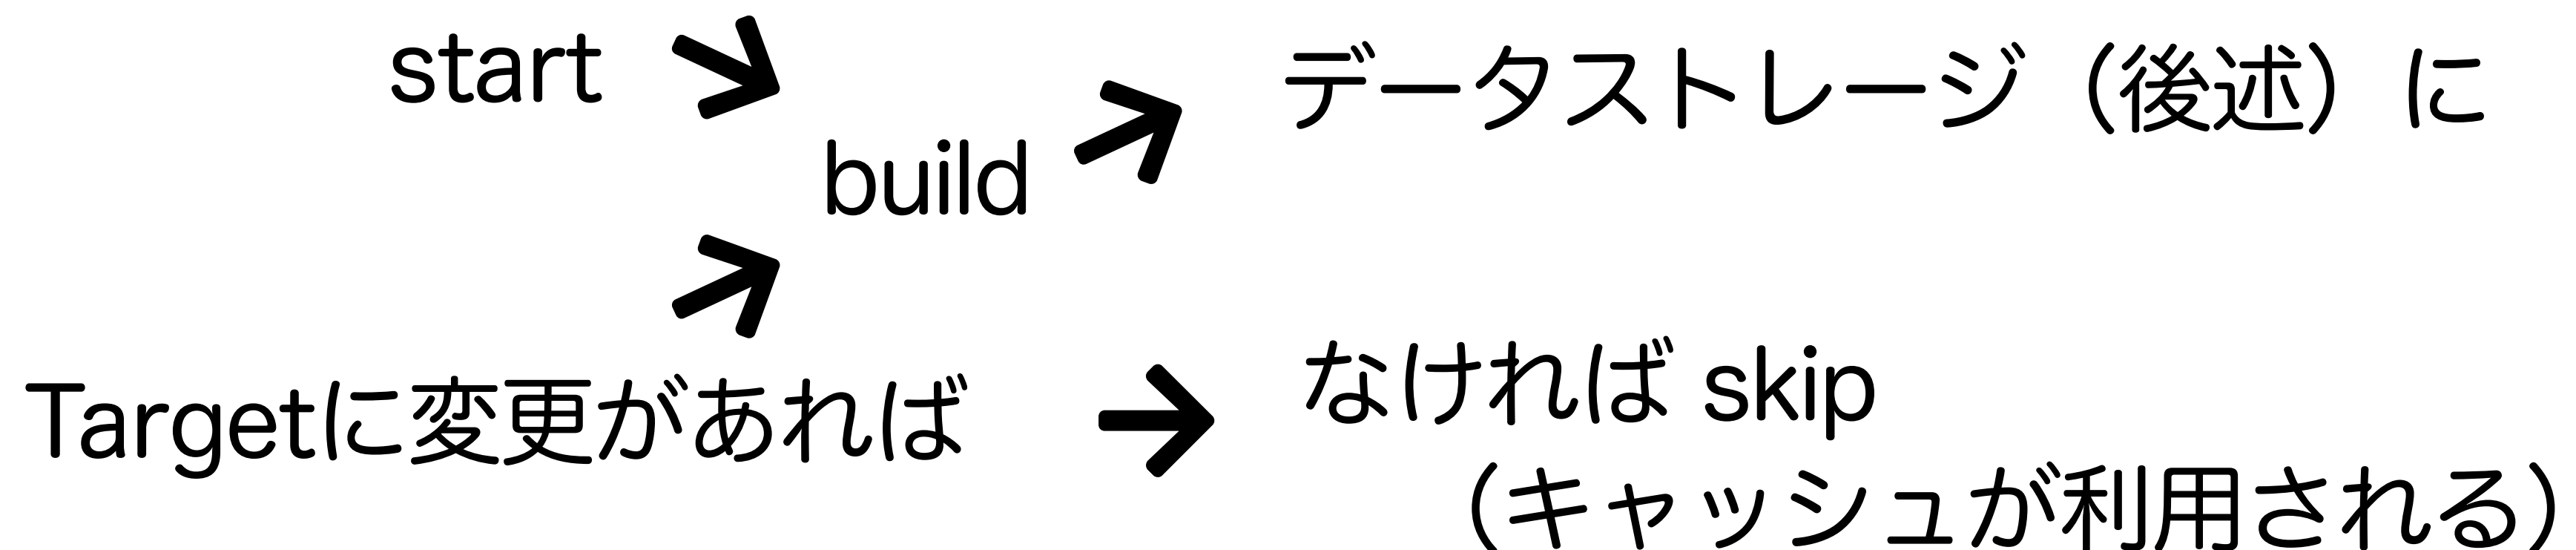 start
build
データストレージ（後述）に
Targetに変更があれば
なければ skip
（キャッシュが利用される）